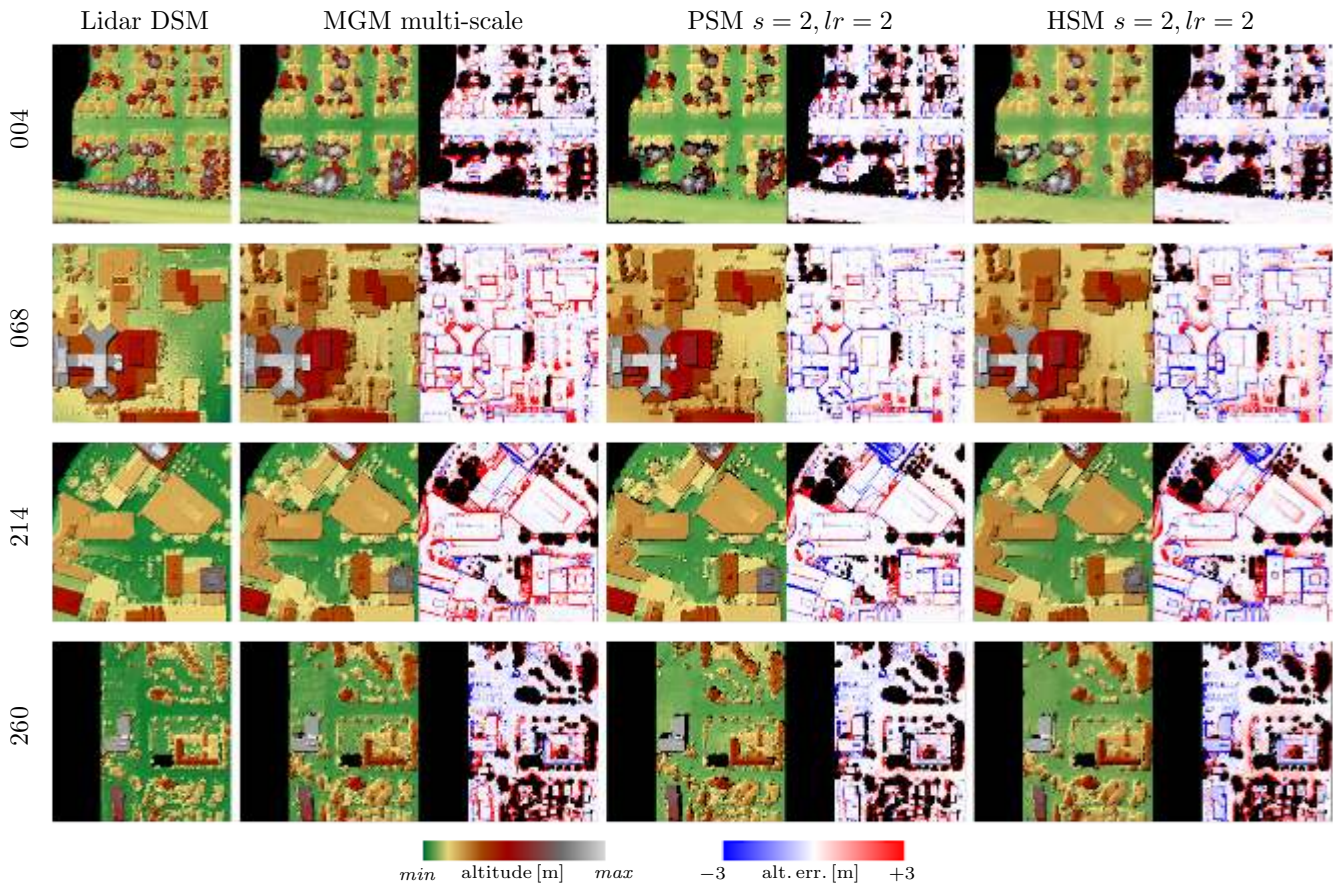 Lidar DSM MGM multi-scale PSM s = 2, lr = 2 HSM s = 2, lr = 2
004
068
214
260
min altitude [m] max −3 alt. err. [m] +3